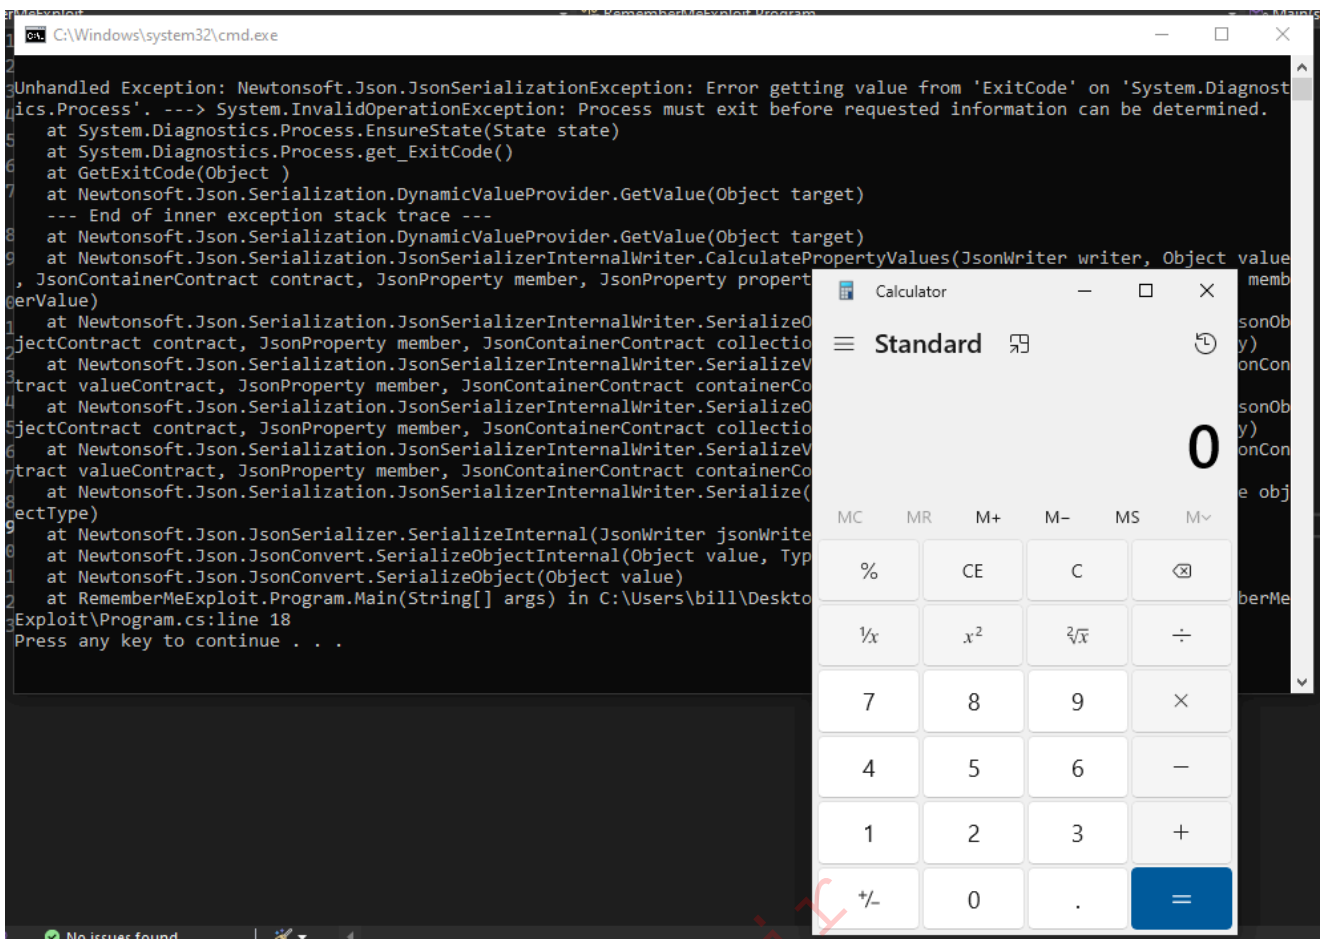 RememberMeExploit.Program
C:\Windows\system32\cmd.exe
Unhandled Exception: Newtonsoft.Json.JsonSerializationException: Error getting value from 'ExitCode' on 'System.Diagnost
ics.Process'. ---> System.InvalidOperationException: Process must exit before requested information can be determined.
at System.Diagnostics.Process.EnsureState(State state)
at System.Diagnostics.Process.get_ExitCode()
at GetExitCode(Object )
at Newtonsoft.Json.Serialization.DynamicValueProvider.GetValue(Object target)
--- End of inner exception stack trace ---
at Newtonsoft.Json.Serialization.DynamicValueProvider.GetValue(Object target)
at Newtonsoft.Json.Serialization.JsonSerializerInternalWriter.CalculatePropertyValues(JsonWriter writer, Object value
, JsonContainerContract contract, JsonProperty member, JsonProperty propert memb
erValue)
at Newtonsoft.Json.Serialization.JsonSerializerInternalWriter.SerializeO sonOb
jectContract contract, JsonProperty member, JsonContainerContract collectio y)
at Newtonsoft.Json.Serialization.JsonSerializerInternalWriter.SerializeV onCon
tract valueContract, JsonProperty member, JsonContainerContract containerCo
at Newtonsoft.Json.Serialization.JsonSerializerInternalWriter.SerializeO sonOb
jectContract contract, JsonProperty member, JsonContainerContract collectio y)
at Newtonsoft.Json.Serialization.JsonSerializerInternalWriter.SerializeV onCon
tract valueContract, JsonProperty member, JsonContainerContract containerCo
at Newtonsoft.Json.Serialization.JsonSerializerInternalWriter.Serialize( e obj
ectType)
at Newtonsoft.Json.JsonSerializer.SerializeInternal(JsonWriter jsonWrite
at Newtonsoft.Json.JsonConvert.SerializeObjectInternal(Object value, Typ
at Newtonsoft.Json.JsonConvert.SerializeObject(Object value)
at RememberMeExploit.Program.Main(String[] args) in C:\Users\bill\Deskto berMe
Exploit\Program.cs:line 18
Press any key to continue . . .
Calculator
Standard
0
MC MR M+ M− MS M
% CE C
¹/x x² ²√x ÷
7 8 9 ×
4 5 6 −
1 2 3 +
+/− 0 . =
No issues found